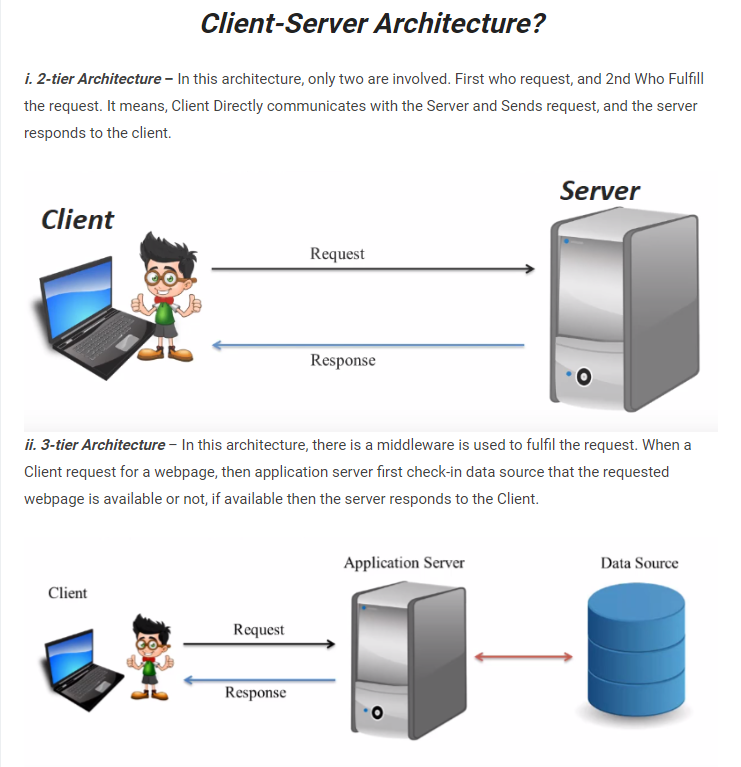 Client-Server Architecture?
i. 2-tier Architecture – In this architecture, only two are involved. First who request, and 2nd Who Fulfill
the request. It means, Client Directly communicates with the Server and Sends request, and the server
responds to the client.
Server
Client
Request
Response
ii. 3-tier Architecture – In this architecture, there is a middleware is used to fulfil the request. When a
Client request for a webpage, then application server first check-in data source that the requested
webpage is available or not, if available then the server responds to the Client.
Application Server
Data Source
Client
Request
Response